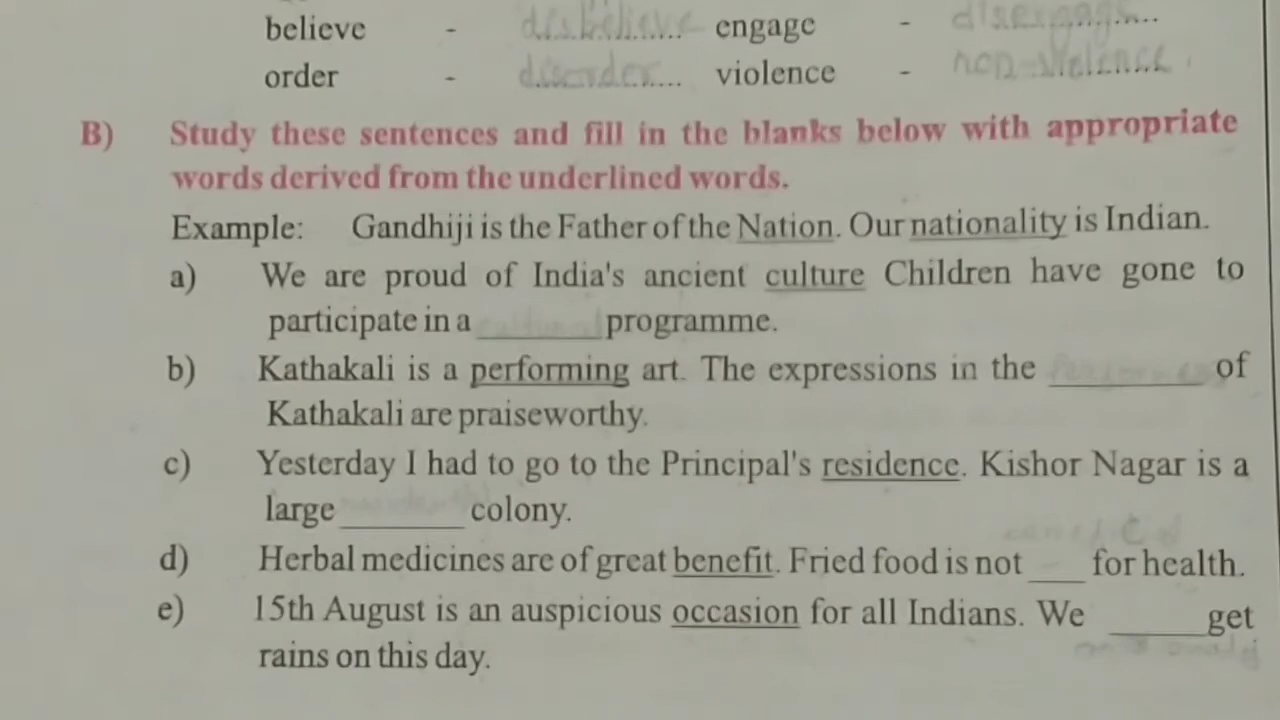 believe - disbelieve engage - disengage
order - disorder violence - non-violence
B) Study these sentences and fill in the blanks below with appropriate
words derived from the underlined words.
Example: Gandhiji is the Father of the Nation. Our nationality is Indian.
a) We are proud of India's ancient culture Children have gone to
participate in a cultural programme.
b) Kathakali is a performing art. The expressions in the ________ of
Kathakali are praiseworthy.
c) Yesterday I had to go to the Principal's residence. Kishor Nagar is a
large ________ colony.
d) Herbal medicines are of great benefit. Fried food is not ____ for health.
e) 15th August is an auspicious occasion for all Indians. We ______ get
rains on this day.